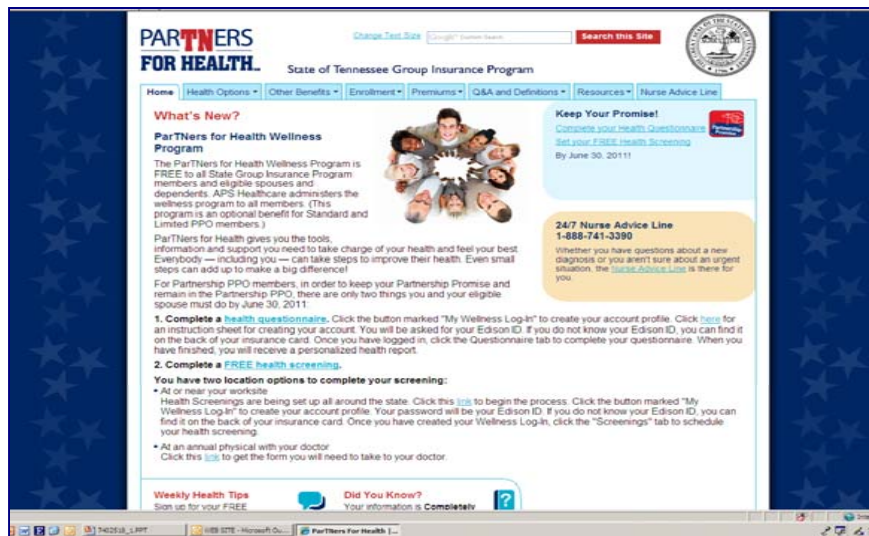 PARTNERS
FOR HEALTH
Change Text Size
Search this Site
State of Tennessee Group Insurance Program
Home Health Options Other Benefits Enrollment Premiums Q&A and Definitions Resources Nurse Advice Line
What's New?
ParTNers for Health Wellness
Program
The ParTNers for Health Wellness Program is
FREE to all State Group Insurance Program
members and eligible spouses and
dependents. APS Healthcare administers the
wellness program to all members. (This
program is an optional benefit for Standard and
Limited PPO members.)
ParTNers for Health gives you the tools,
information and support you need to take charge of your health and feel your best.
Everybody — including you — can take steps to improve their health. Even small
steps can add up to make a big difference!
For Partnership PPO members, in order to keep your Partnership Promise and
remain in the Partnership PPO, there are only two things you and your eligible
spouse must do by June 30, 2011:
Keep Your Promise!
Complete your Health Questionnaire
Get your FREE Health Screening
By June 30, 2011!
Partnership
Promise
24/7 Nurse Advice Line
1-888-741-3390
Whether you have questions about a new
diagnosis or you aren't sure about an urgent
situation, the Nurse Advice Line is there for
you.
1. Complete a health questionnaire. Click the button marked "My Wellness Log-In" to create your account profile. Click here for
an instruction sheet for creating your account. You will be asked for your Edison ID. If you do not know your Edison ID, you can find it
on the back of your insurance card. Once you have logged in, click the Questionnaire tab to complete your questionnaire. When you
have finished, you will receive a personalized health report.
2. Complete a FREE health screening.
You have two location options to complete your screening:
• At or near your worksite
Health Screenings are being set up all around the state. Click this link to begin the process. Click the button marked "My
Wellness Log-In" to create your account profile. Your password will be your Edison ID. If you do not know your Edison ID, you can
find it on the back of your insurance card. Once you have created your Wellness Log-In, click the "Screenings" tab to schedule
your health screening.
• At an annual physical with your doctor
Click this link to get the form you will need to take to your doctor.
Weekly Health Tips
Sign up for your FREE
Did You Know?
Your information is Completely
?
WEB SITE - Microsoft Ou... ParTNers For Health |...